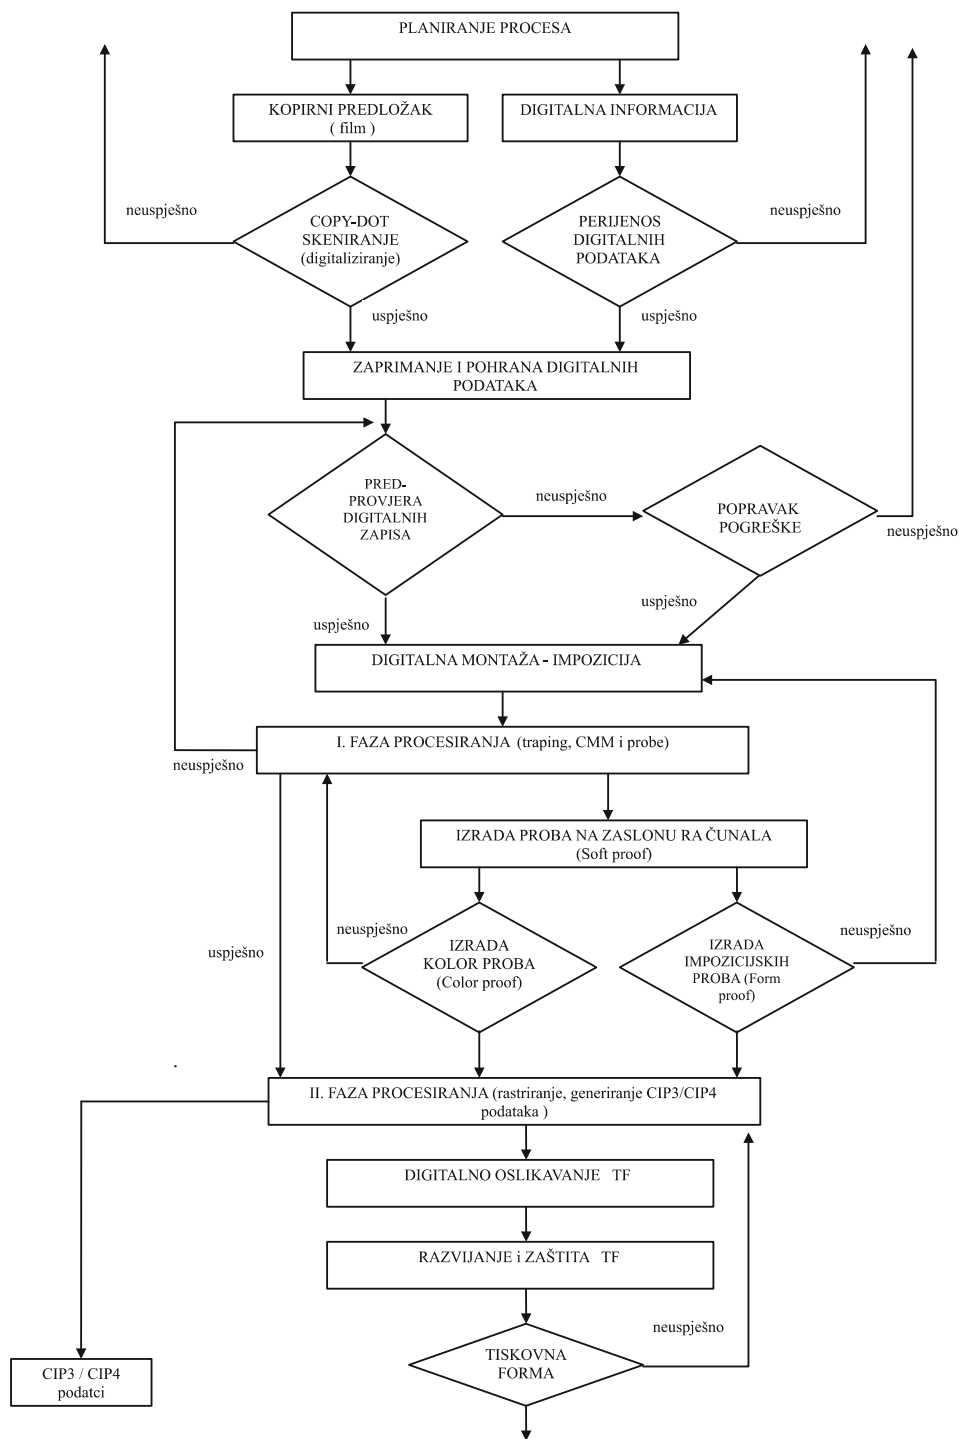 PLANIRANJE PROCESA
KOPIRNI PREDLOŽAK
( film )
DIGITALNA INFORMACIJA
neuspješno
COPY-DOT
SKENIRANJE
(digitaliziranje)
PERIJENOS
DIGITALNIH
PODATAKA
neuspješno
uspješno
uspješno
ZAPRIMANJE I POHRANA DIGITALNIH
PODATAKA
PRED-
PROVJERA
DIGITALNIH
ZAPISA
neuspješno
POPRAVAK
POGREŠKE
neuspješno
uspješno
uspješno
DIGITALNA MONTAŽA - IMPOZICIJA
I. FAZA PROCESIRANJA (traping, CMM i probe)
neuspješno
IZRADA PROBA NA ZASLONU RA ČUNALA
(Soft proof)
uspješno
neuspješno
IZRADA
KOLOR PROBA
(Color proof)
IZRADA
IMPOZICIJSKIH
PROBA (Form
proof)
neuspješno
II. FAZA PROCESIRANJA (rastriranje, generiranje CIP3/CIP4
podataka )
DIGITALNO OSLIKAVANJE TF
RAZVIJANJE i ZAŠTITA TF
neuspješno
TISKOVNA
FORMA
CIP3 / CIP4
podatci